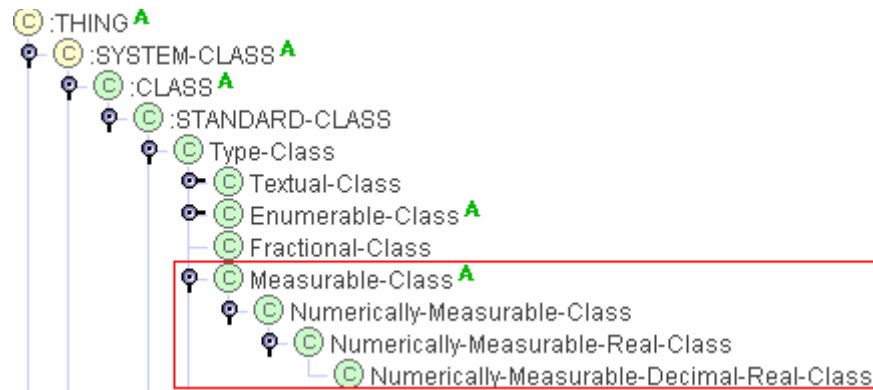 C :THING A
C :SYSTEM-CLASS A
C :CLASS A
C :STANDARD-CLASS
C Type-Class
C Textual-Class
C Enumerable-Class A
C Fractional-Class
C Measurable-Class A
C Numerically-Measurable-Class
C Numerically-Measurable-Real-Class
C Numerically-Measurable-Decimal-Real-Class